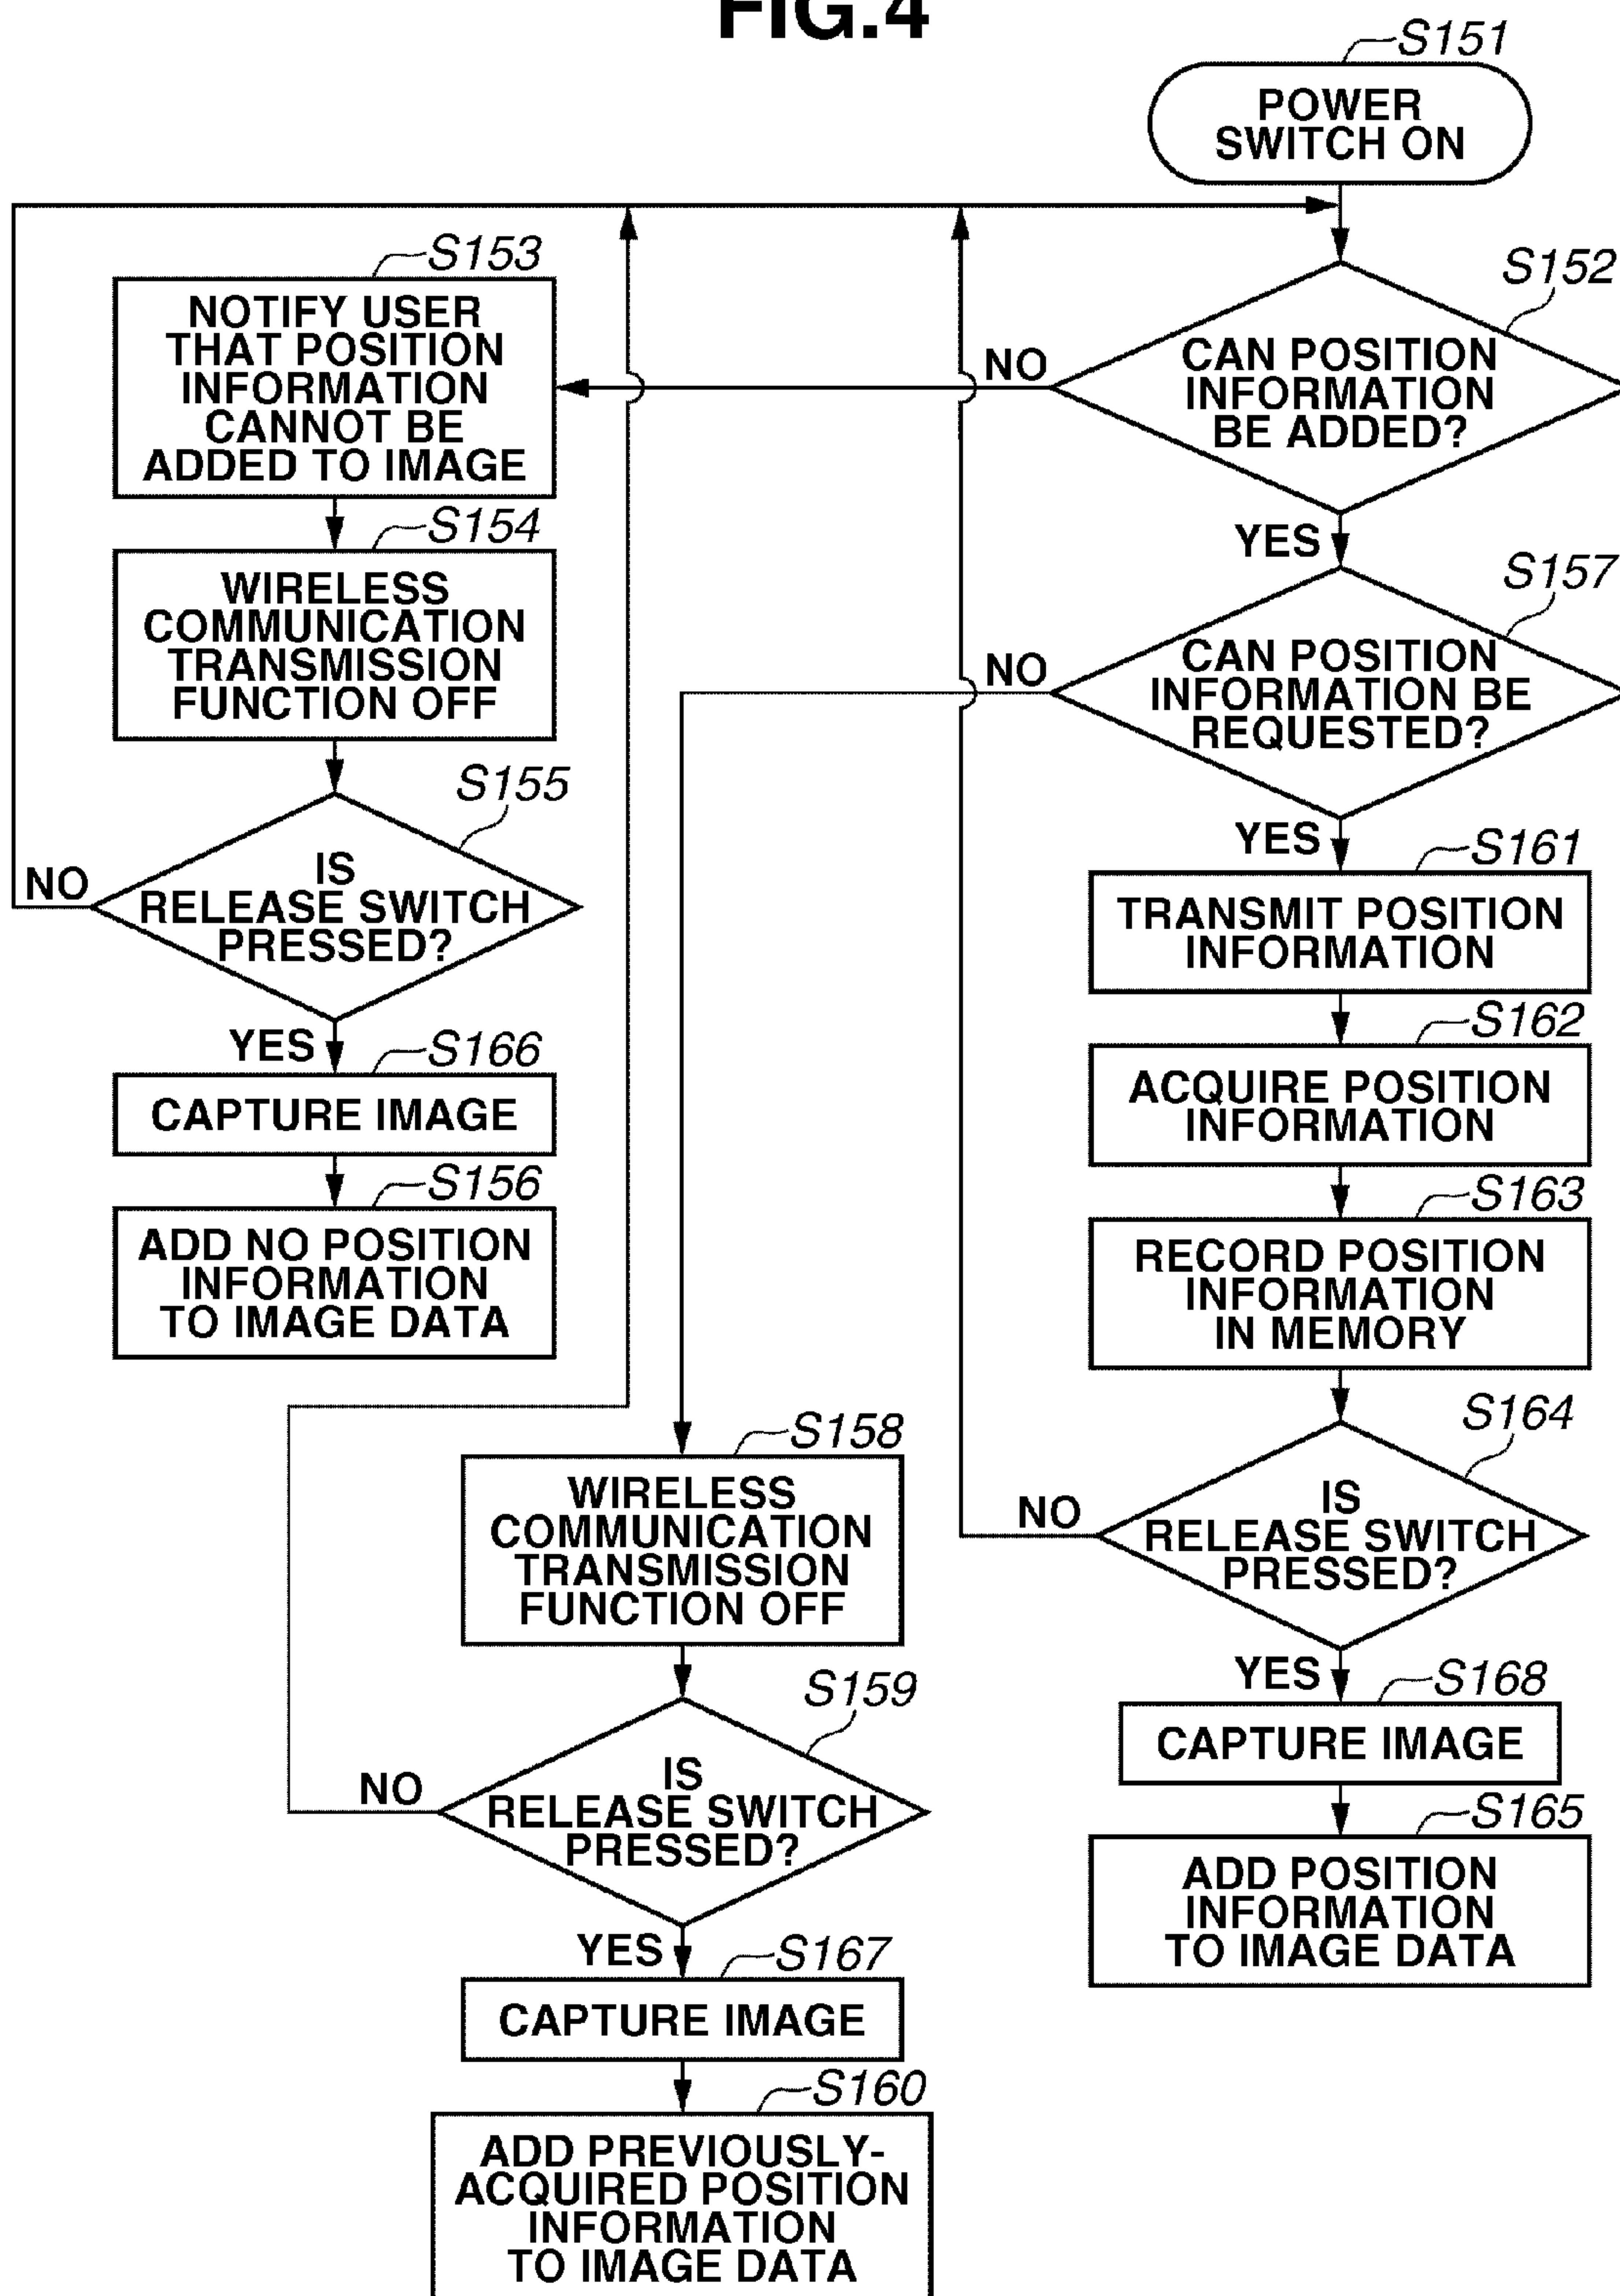 FIG.4
S151
POWER
SWITCH ON
S152
CAN POSITION
INFORMATION
BE ADDED?
NO
YES
S153
NOTIFY USER
THAT POSITION
INFORMATION
CANNOT BE
ADDED TO IMAGE
S154
WIRELESS
COMMUNICATION
TRANSMISSION
FUNCTION OFF
S155
IS
RELEASE SWITCH
PRESSED?
NO
YES
S166
CAPTURE IMAGE
S156
ADD NO POSITION
INFORMATION
TO IMAGE DATA
S157
CAN POSITION
INFORMATION BE
REQUESTED?
NO
YES
S158
WIRELESS
COMMUNICATION
TRANSMISSION
FUNCTION OFF
S159
IS
RELEASE SWITCH
PRESSED?
NO
YES
S167
CAPTURE IMAGE
S160
ADD PREVIOUSLY-
ACQUIRED POSITION
INFORMATION
TO IMAGE DATA
S161
TRANSMIT POSITION
INFORMATION
S162
ACQUIRE POSITION
INFORMATION
S163
RECORD POSITION
INFORMATION
IN MEMORY
S164
IS
RELEASE SWITCH
PRESSED?
NO
YES
S168
CAPTURE IMAGE
S165
ADD POSITION
INFORMATION
TO IMAGE DATA